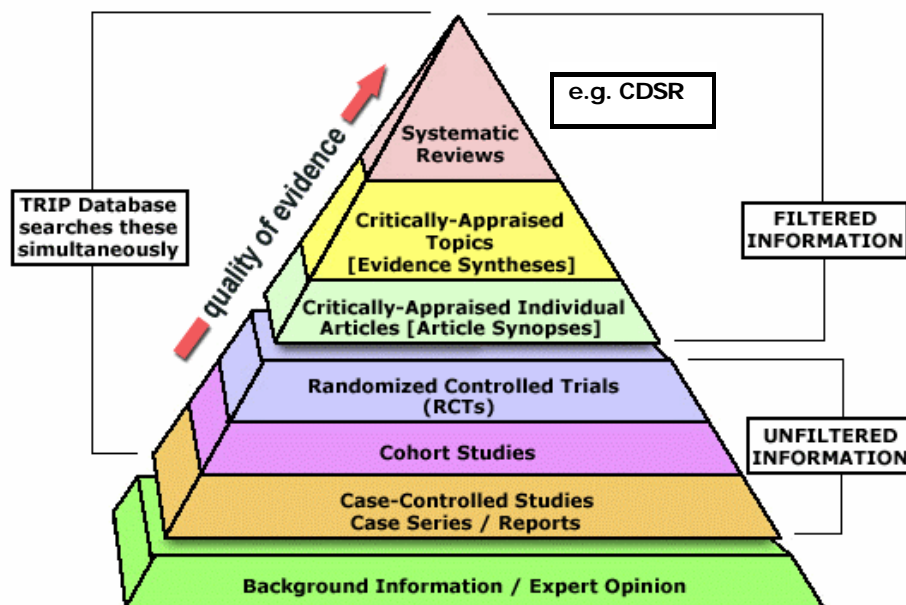 e.g. CDSR
Systematic
Reviews
TRIP Database
searches these
simultaneously
quality of evidence
Critically-Appraised
Topics
[Evidence Syntheses]
FILTERED
INFORMATION
Critically-Appraised Individual
Articles [Article Synopses]
Randomized Controlled Trials
(RCTs)
UNFILTERED
INFORMATION
Cohort Studies
Case-Controlled Studies
Case Series / Reports
Background Information / Expert Opinion